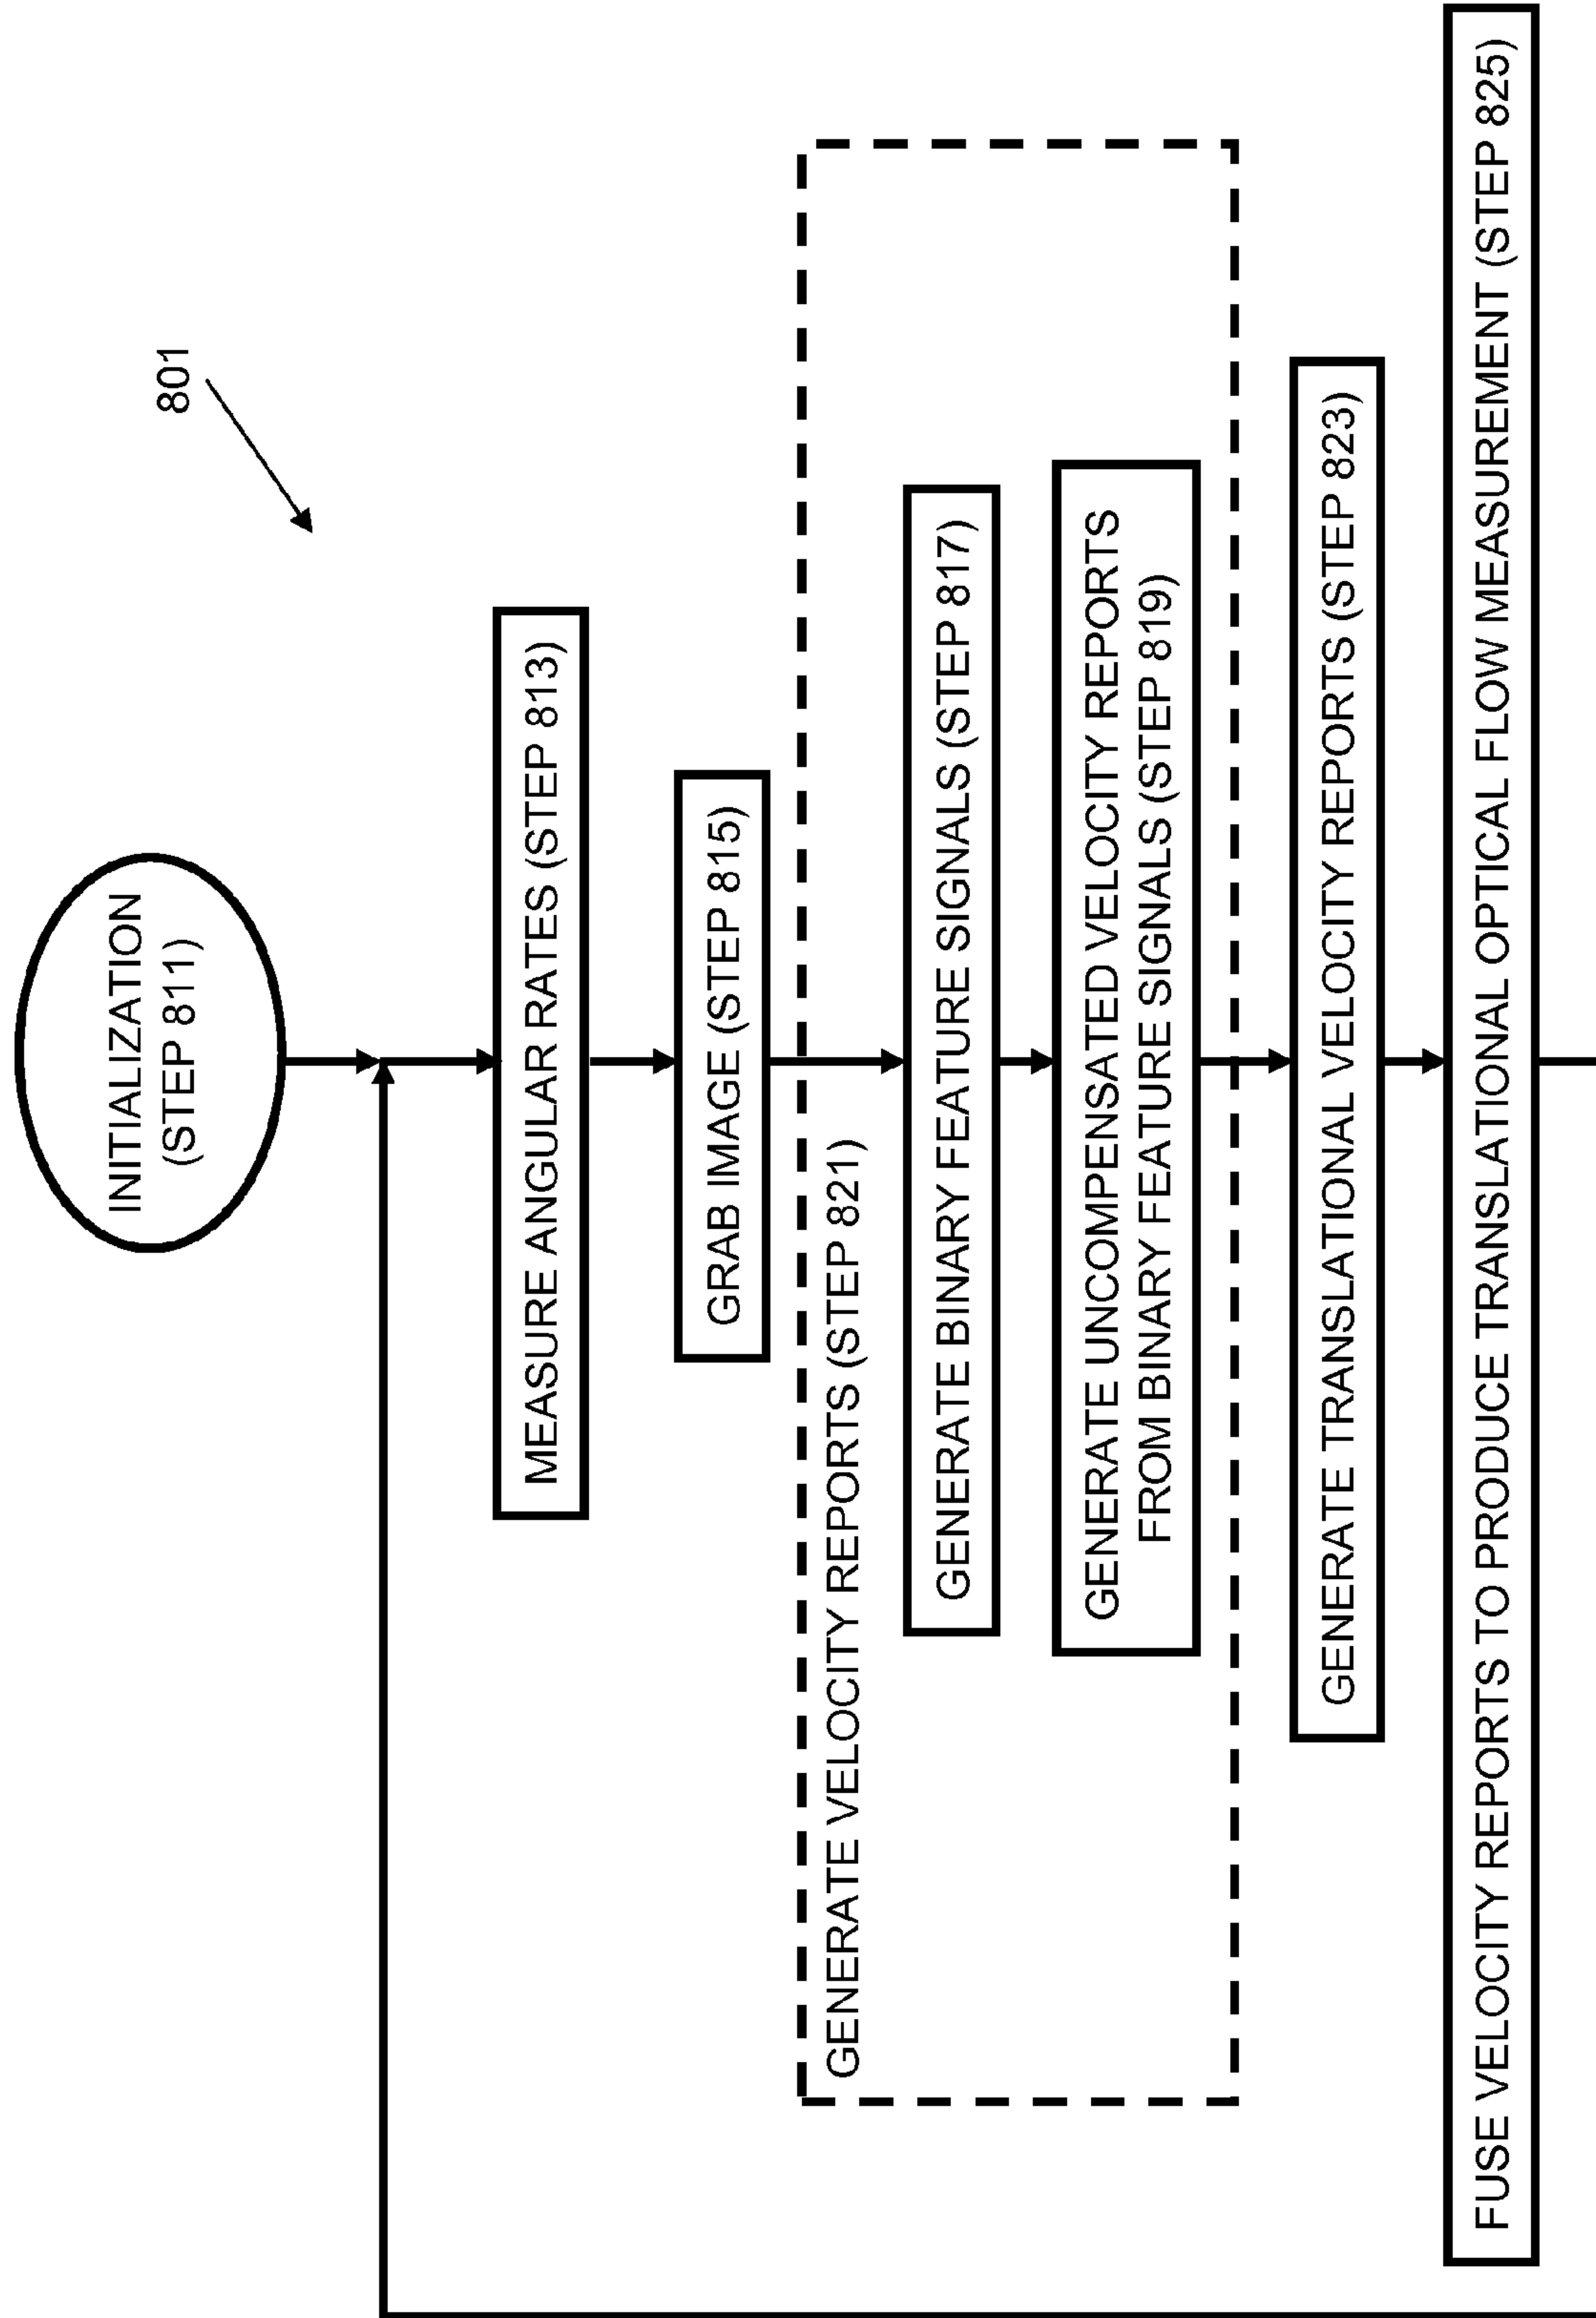 801
INITIALIZATION
(STEP 811)
MEASURE ANGULAR RATES (STEP 813)
GRAB IMAGE (STEP 815)
GENERATE VELOCITY REPORTS (STEP 821)
GENERATE BINARY FEATURE SIGNALS (STEP 817)
GENERATE UNCOMPENSATED VELOCITY REPORTS
FROM BINARY FEATURE SIGNALS (STEP 819)
GENERATE TRANSLATIONAL VELOCITY REPORTS (STEP 823)
FUSE VELOCITY REPORTS TO PRODUCE TRANSLATIONAL OPTICAL FLOW MEASUREMENT (STEP 825)